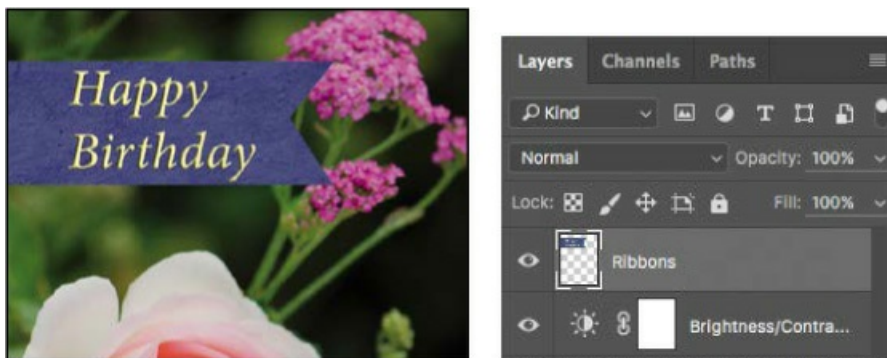 Happy
Birthday
Layers Channels Paths
Kind
Normal Opacity: 100%
Lock: Fill: 100%
Ribbons
Brightness/Contra...